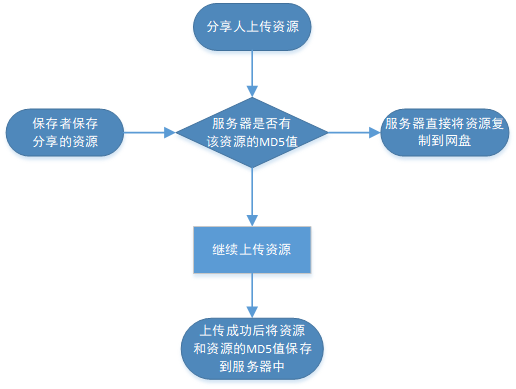 分享人上传资源
保存者保存
分享的资源
服务器是否有
该资源的MD5值
服务器直接将资源复
制到网盘
继续上传资源
上传成功后将资源
和资源的MD5值保存
到服务器中